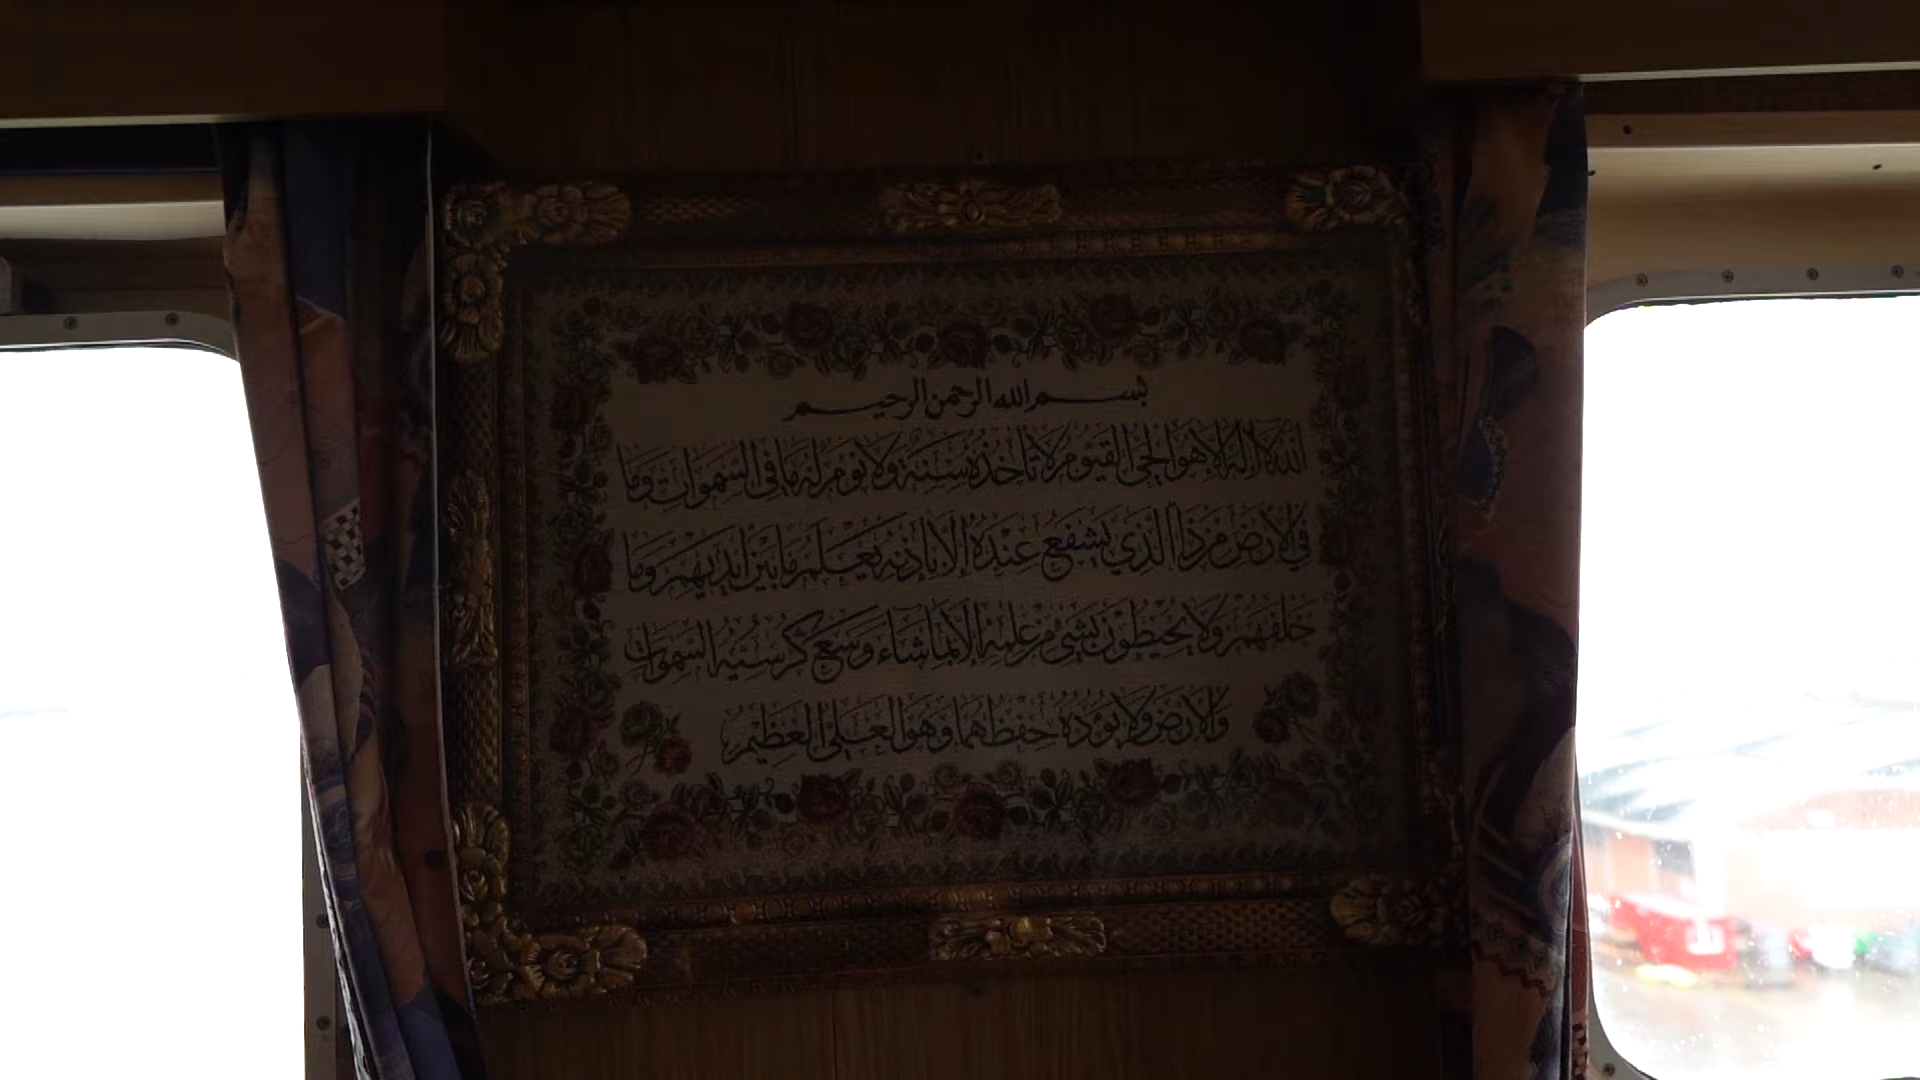 بسم الله الرحمن الرحيم
الله لا اله الا هو الحي القيوم لا تأخذه سنة ولا نوم له ما في السموات وما
في الارض من ذا الذي يشفع عنده الا باذنه يعلم ما بين ايديهم وما
خلفهم ولا يحيطون بشئ من علمه الا بما شاء وسع كرسيه السموات
والارض ولا يؤده حفظهما وهو العلي العظيم